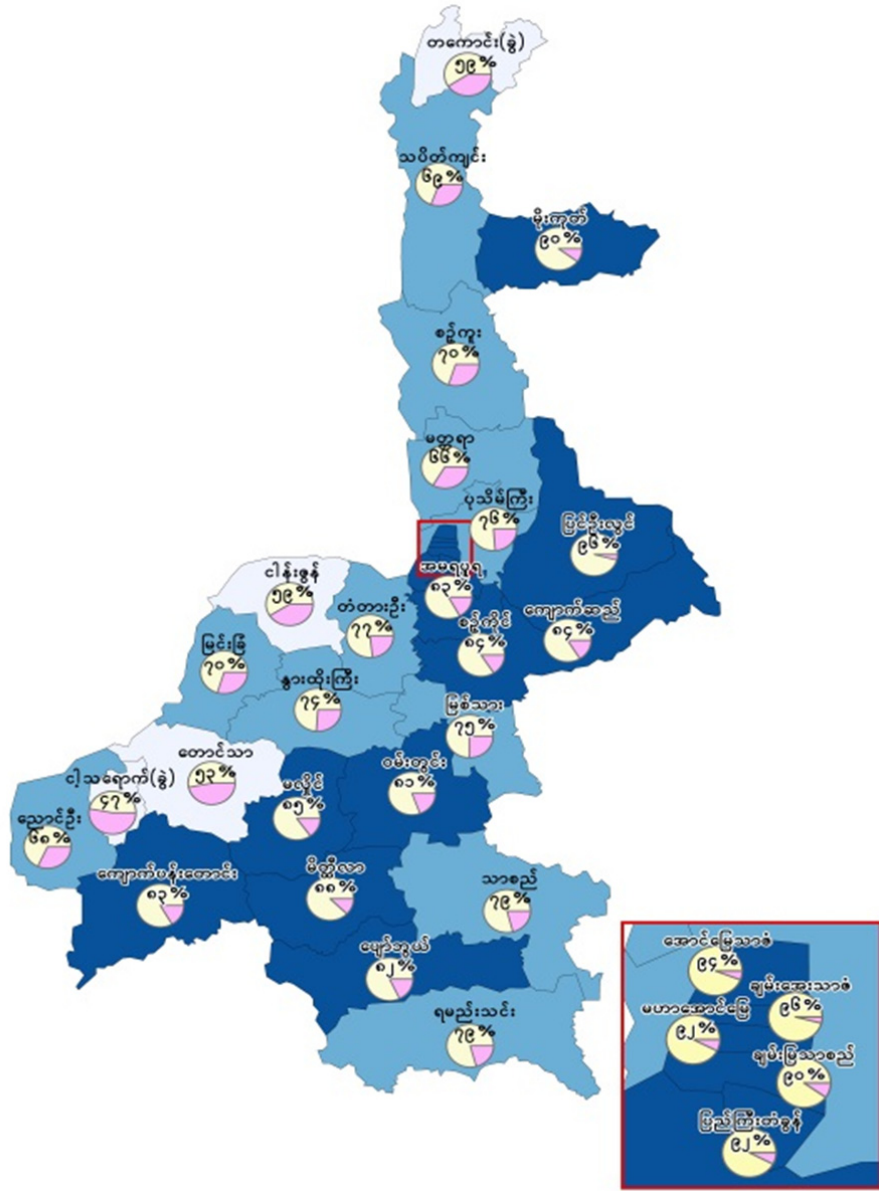 တကောင်း(ခွဲ)
၅၉%
သပိတ်ကျင်း
၆၉%
မိုးကုတ်
၉၀%
စဉ့်ကူး
၇၀%
မတ္တရာ
၆၆%
ပုသိမ်ကြီး
၇၆%
ပြင်ဦးလွင်
၉၆%
အမရပူရ
၈၃%
ငါန်းဇွန်
၅၉%
တံတားဦး
၇၇%
စဉ့်ကိုင်
၈၄%
ကျောက်ဆည်
၈၄%
မြင်းခြံ
၇၀%
နွားထိုးကြီး
၇၄%
မြစ်သား
၇၅%
တောင်သာ
၅၃%
ဝမ်းတွင်း
၈၁%
ငါ့သရောက်(ခွဲ)
၄၇%
မလှိုင်
၈၅%
ညောင်ဦး
၆၈%
ကျောက်ပန်းတောင်း
၈၃%
မိတ္ထီလာ
၈၈%
သာစည်
၇၉%
ပျော်ဘွယ်
၈၂%
ရမည်းသင်း
၇၉%
အောင်မြေသာဇံ
၉၄%
ချမ်းအေးသာဇံ
၉၆%
မဟာအောင်မြေ
၉၂%
ချမ်းမြသာစည်
၉၀%
ပြည်ကြီးတံခွန်
၉၂%